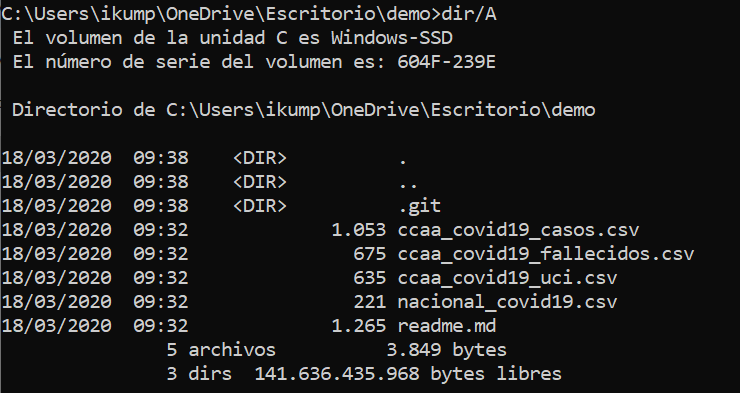 C:\Users\ikump\OneDrive\Escritorio\demo>dir/A
 El volumen de la unidad C es Windows-SSD
 El número de serie del volumen es: 604F-239E

 Directorio de C:\Users\ikump\OneDrive\Escritorio\demo

18/03/2020  09:38    <DIR>          .
18/03/2020  09:38    <DIR>          ..
18/03/2020  09:38    <DIR>          .git
18/03/2020  09:32             1.053 ccaa_covid19_casos.csv
18/03/2020  09:32               675 ccaa_covid19_fallecidos.csv
18/03/2020  09:32               635 ccaa_covid19_uci.csv
18/03/2020  09:32               221 nacional_covid19.csv
18/03/2020  09:32             1.265 readme.md
               5 archivos          3.849 bytes
               3 dirs  141.636.435.968 bytes libres